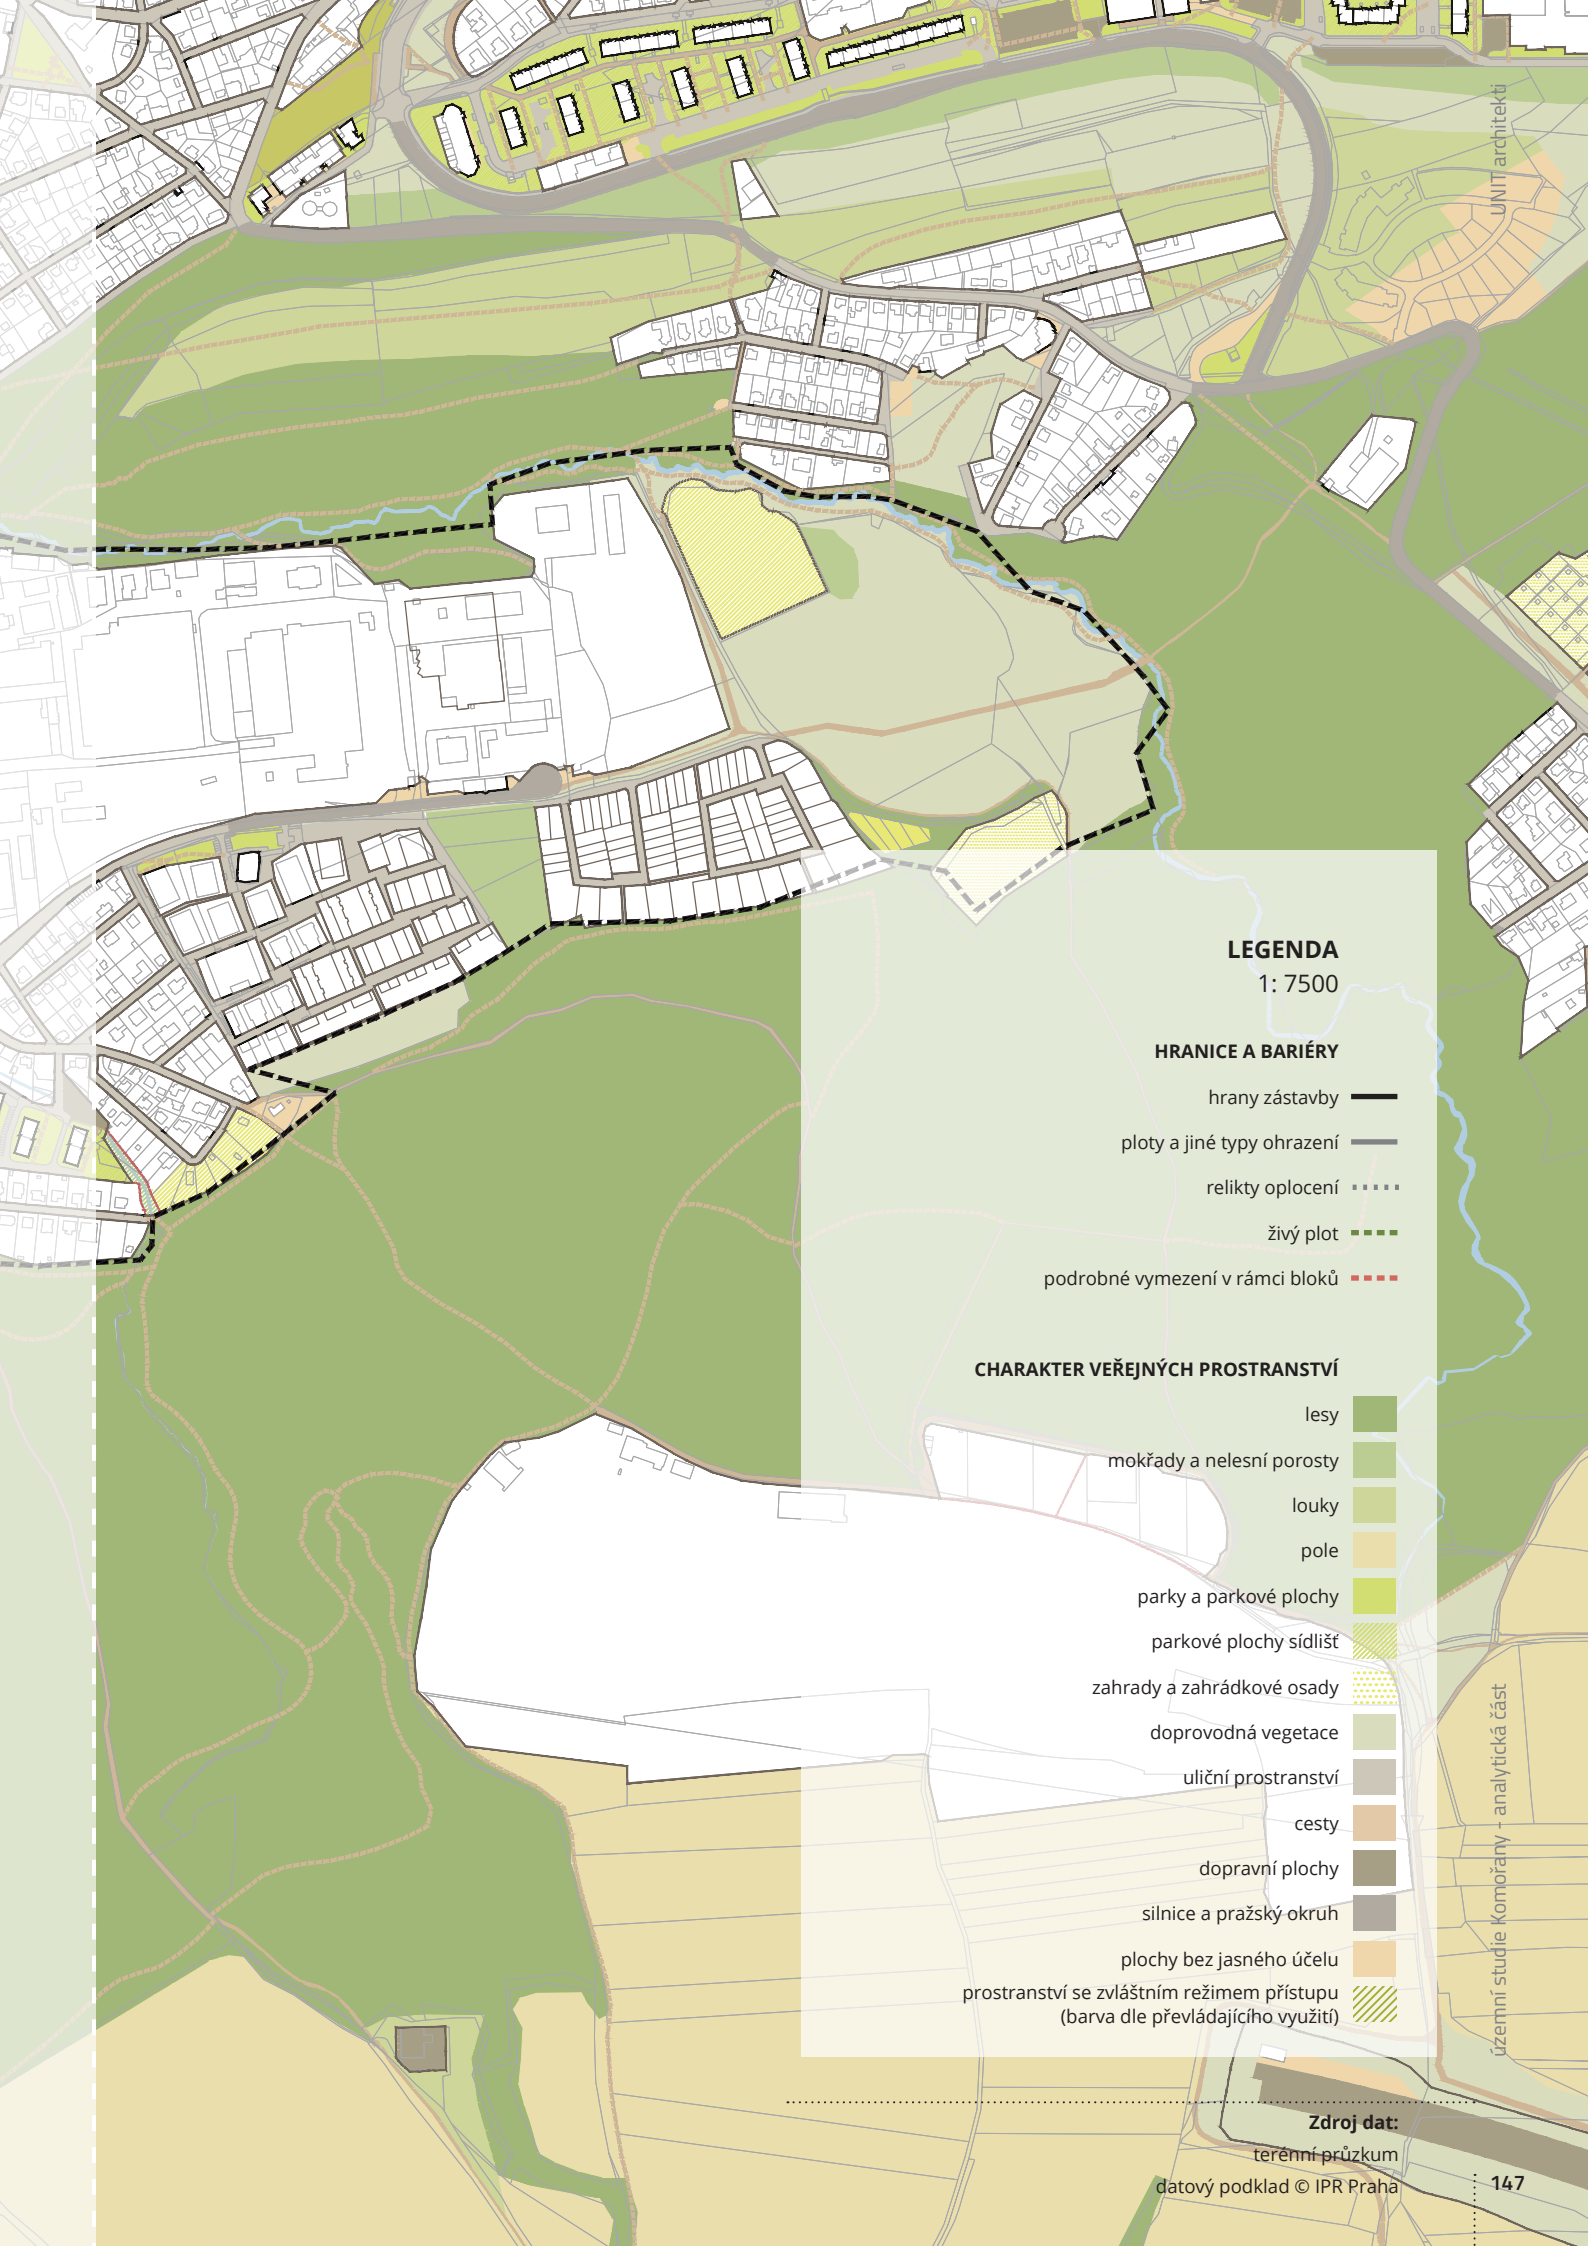 UNIT architekti
LEGENDA
1: 7500
HRANICE A BARIÉRY
hrany zástavby
ploty a jiné typy ohrazení
relikty oplocení
živý plot
podrobné vymezení v rámci bloků
CHARAKTER VEŘEJNÝCH PROSTRANSTVÍ
lesy
mokřady a nelesní porosty
louky
pole
parky a parkové plochy
parkové plochy sídlišť
zahrady a zahrádkové osady
doprovodná vegetace
uliční prostranství
cesty
dopravní plochy
silnice a pražský okruh
plochy bez jasného účelu
prostranství se zvláštním režimem přístupu
(barva dle převládajícího využití)
územní studie Komořany - analytická část
Zdroj dat:
terénní průzkum
datový podklad © IPR Praha
147